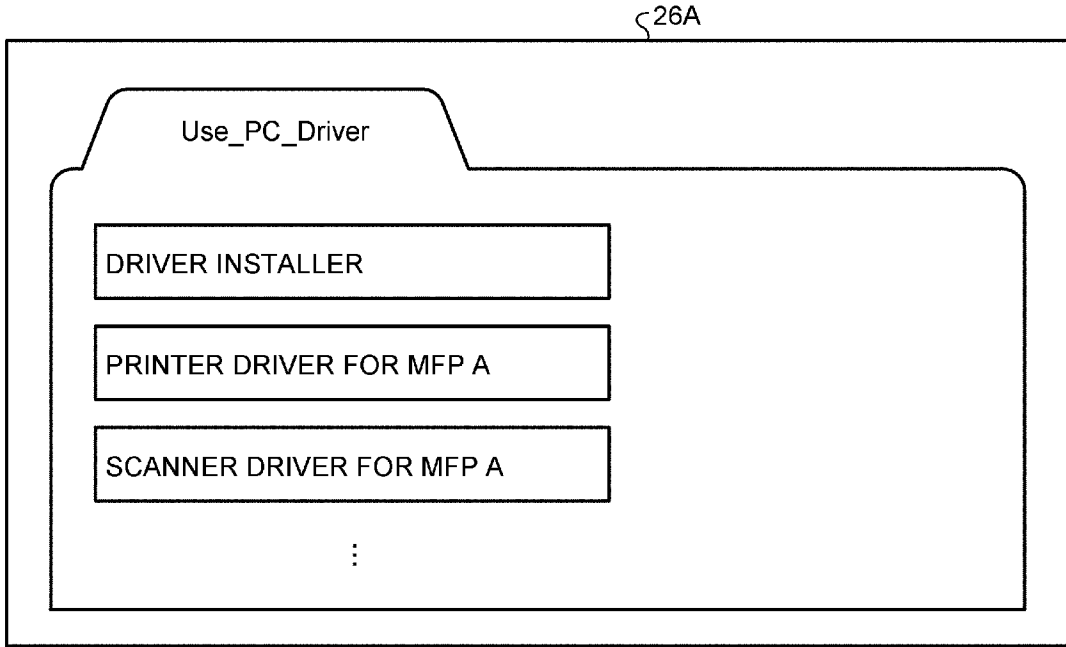 26A
Use_PC_Driver
DRIVER INSTALLER
PRINTER DRIVER FOR MFP A
SCANNER DRIVER FOR MFP A
⋮